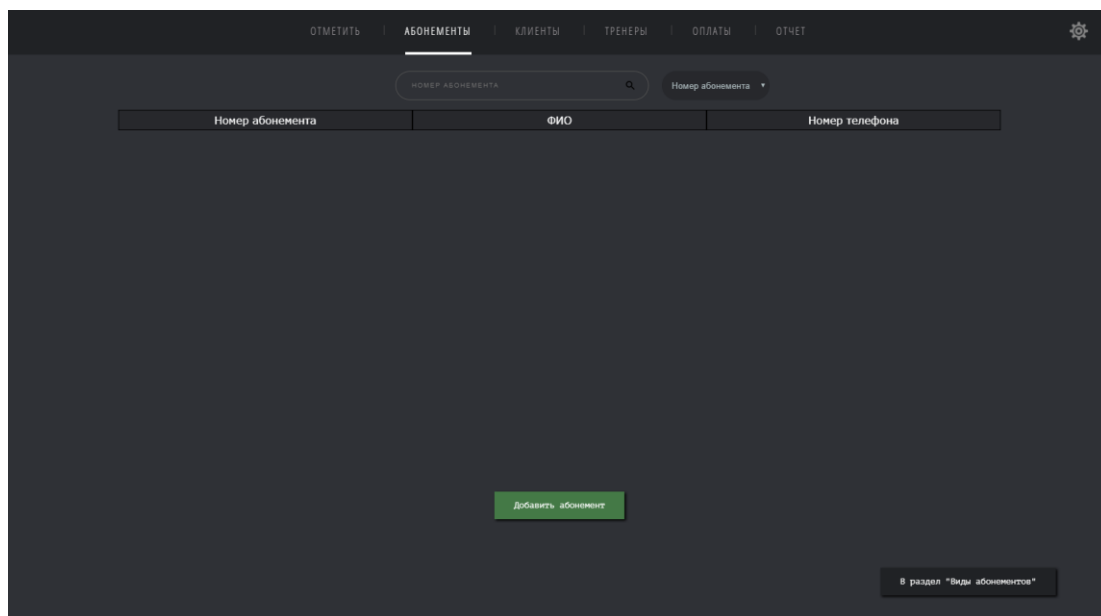 ОТМЕТИТЬ | АБОНЕМЕНТЫ | КЛИЕНТЫ | ТРЕНЕРЫ | ОПЛАТЫ | ОТЧЕТ
НОМЕР АБОНЕМЕНТА Номер абонемента
Номер абонемента ФИО Номер телефона
Добавить абонемент
В раздел "Виды абонементов"